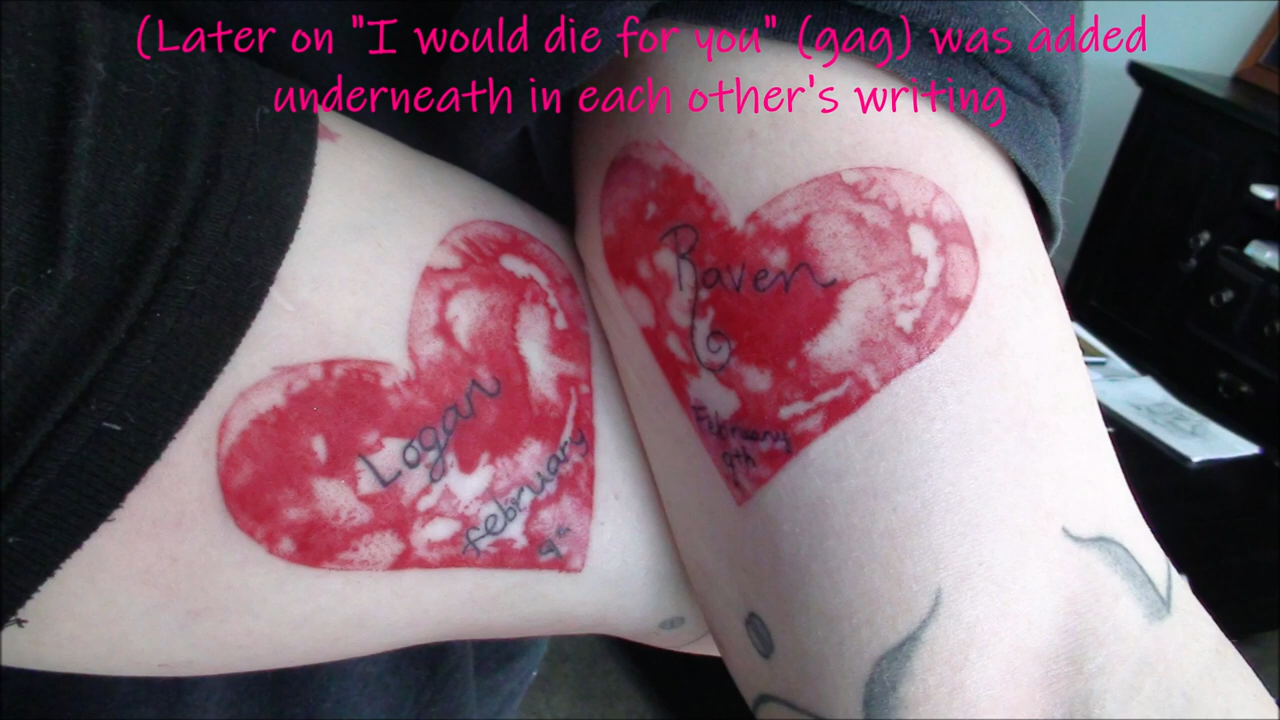 (Later on "I would die for you" (gag) was added
underneath in each other's writing
Raven
february
9th
Logan
february
9th